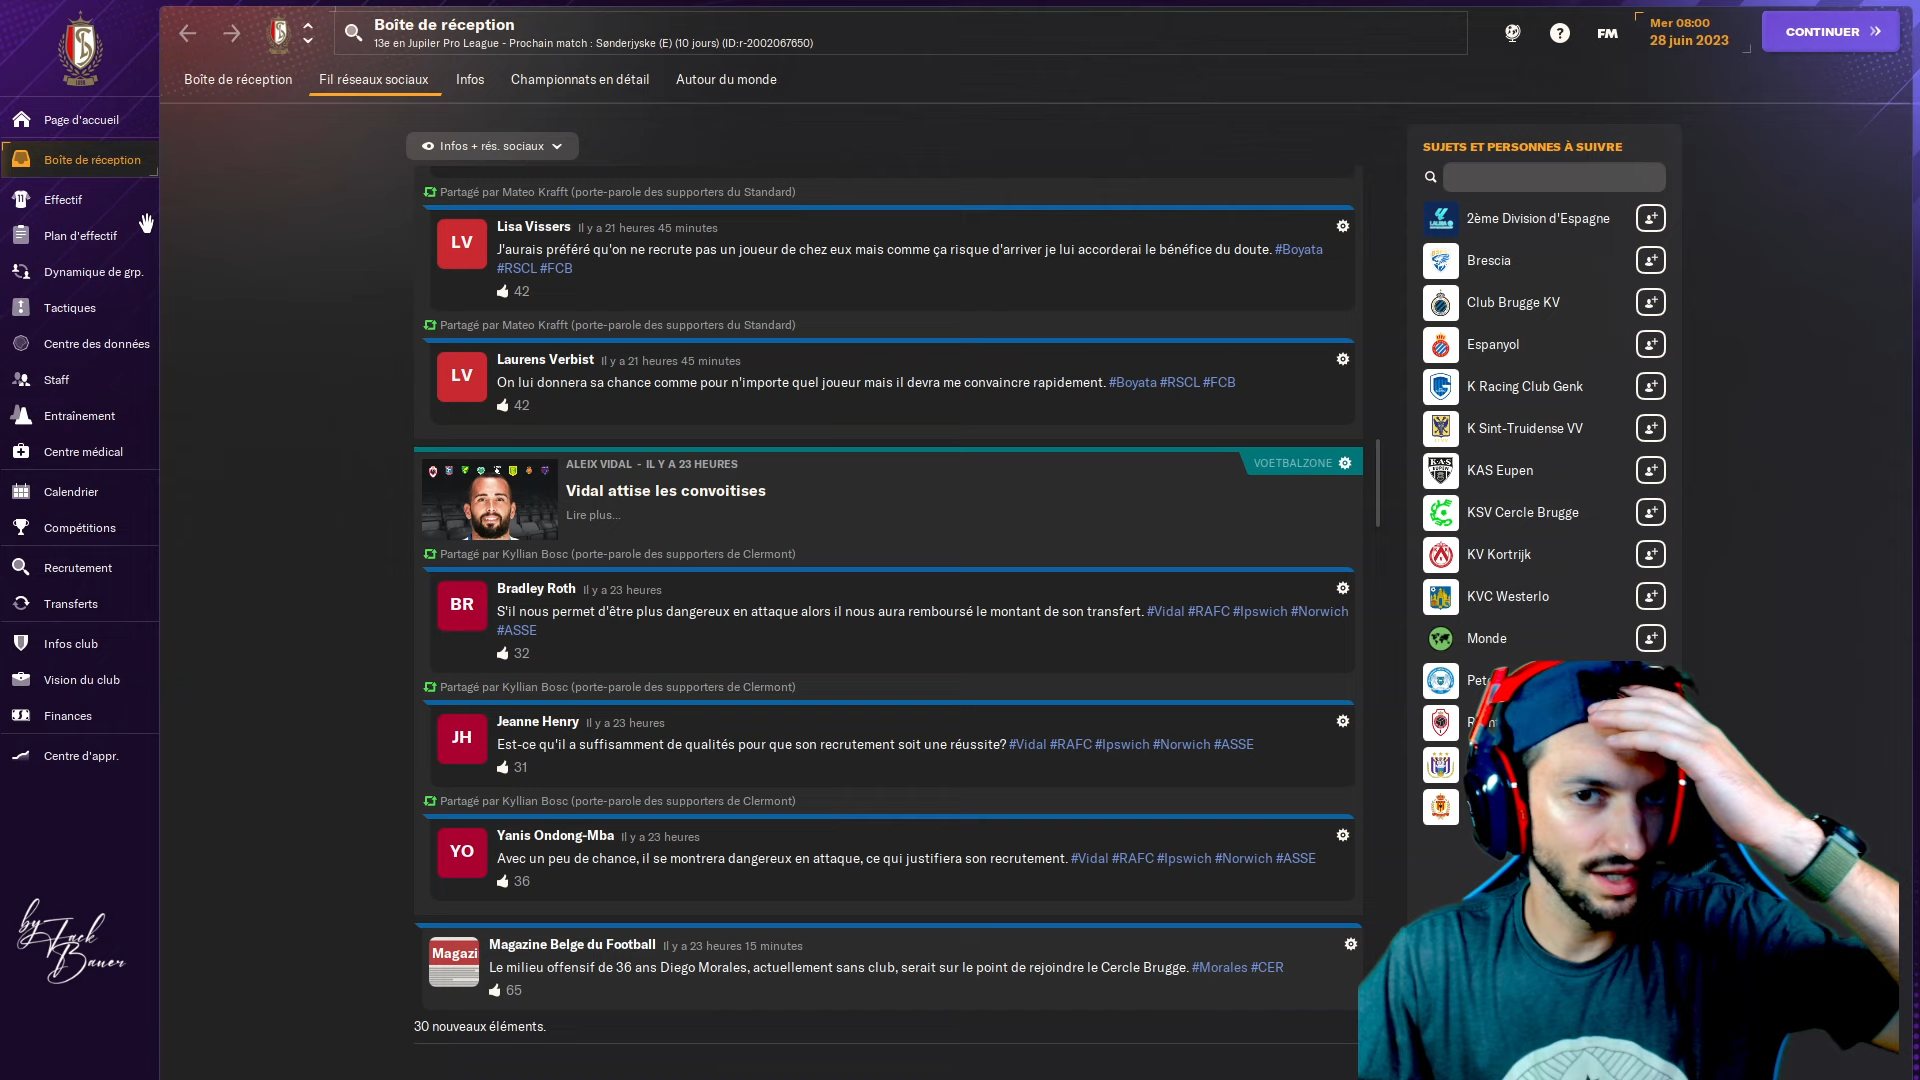 Boîte de réception
13e en Jupiler Pro League - Prochain match : Sønderjyske (E) (10 jours) (ID:r-2002067650)
FM
Mer 08:00
28 juin 2023
CONTINUER
Boîte de réception
Fil réseaux sociaux
Infos
Championnats en détail
Autour du monde
Page d'accueil
Boîte de réception
Effectif
Plan d'effectif
Dynamique de grp.
Tactiques
Centre des données
Staff
Entraînement
Centre médical
Calendrier
Compétitions
Recrutement
Transferts
Infos club
Vision du club
Finances
Centre d'appr.
by Jack Bauer
Infos + rés. sociaux
Partagé par Mateo Krafft (porte-parole des supporters du Standard)
LV
Lisa Vissers Il y a 21 heures 45 minutes
J'aurais préféré qu'on ne recrute pas un joueur de chez eux mais comme ça risque d'arriver je lui accorderai le bénéfice du doute. #Boyata
#RSCL #FCB
42
Partagé par Mateo Krafft (porte-parole des supporters du Standard)
LV
Laurens Verbist Il y a 21 heures 45 minutes
On lui donnera sa chance comme pour n'importe quel joueur mais il devra me convaincre rapidement. #Boyata #RSCL #FCB
42
ALEIX VIDAL - IL Y A 23 HEURES
VOETBALZONE
Vidal attise les convoitises
Lire plus...
Partagé par Kyllian Bosc (porte-parole des supporters de Clermont)
BR
Bradley Roth Il y a 23 heures
S'il nous permet d'être plus dangereux en attaque alors il nous aura remboursé le montant de son transfert. #Vidal #RAFC #Ipswich #Norwich
#ASSE
32
Partagé par Kyllian Bosc (porte-parole des supporters de Clermont)
JH
Jeanne Henry Il y a 23 heures
Est-ce qu'il a suffisamment de qualités pour que son recrutement soit une réussite? #Vidal #RAFC #Ipswich #Norwich #ASSE
31
Partagé par Kyllian Bosc (porte-parole des supporters de Clermont)
YO
Yanis Ondong-Mba Il y a 23 heures
Avec un peu de chance, il se montrera dangereux en attaque, ce qui justifiera son recrutement. #Vidal #RAFC #Ipswich #Norwich #ASSE
36
Magazi
Magazine Belge du Football Il y a 23 heures 15 minutes
Le milieu offensif de 36 ans Diego Morales, actuellement sans club, serait sur le point de rejoindre le Cercle Brugge. #Morales #CER
65
30 nouveaux éléments.
SUJETS ET PERSONNES À SUIVRE
2ème Division d'Espagne
Brescia
Club Brugge KV
Espanyol
K Racing Club Genk
K Sint-Truidense VV
KAS Eupen
KSV Cercle Brugge
KV Kortrijk
KVC Westerlo
Monde